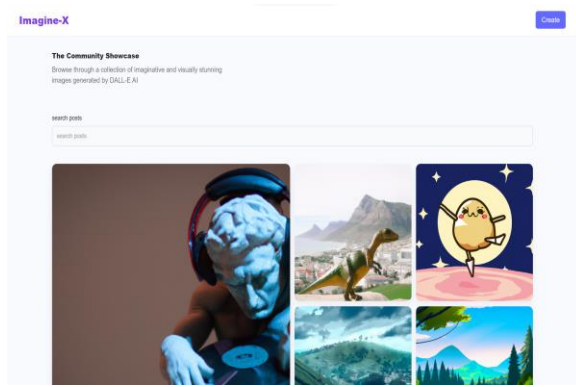 Imagine-X
Create
The Community Showcase
Browse through a collection of imaginative and visually stunning
images generated by DALL-E AI
search posts
search posts